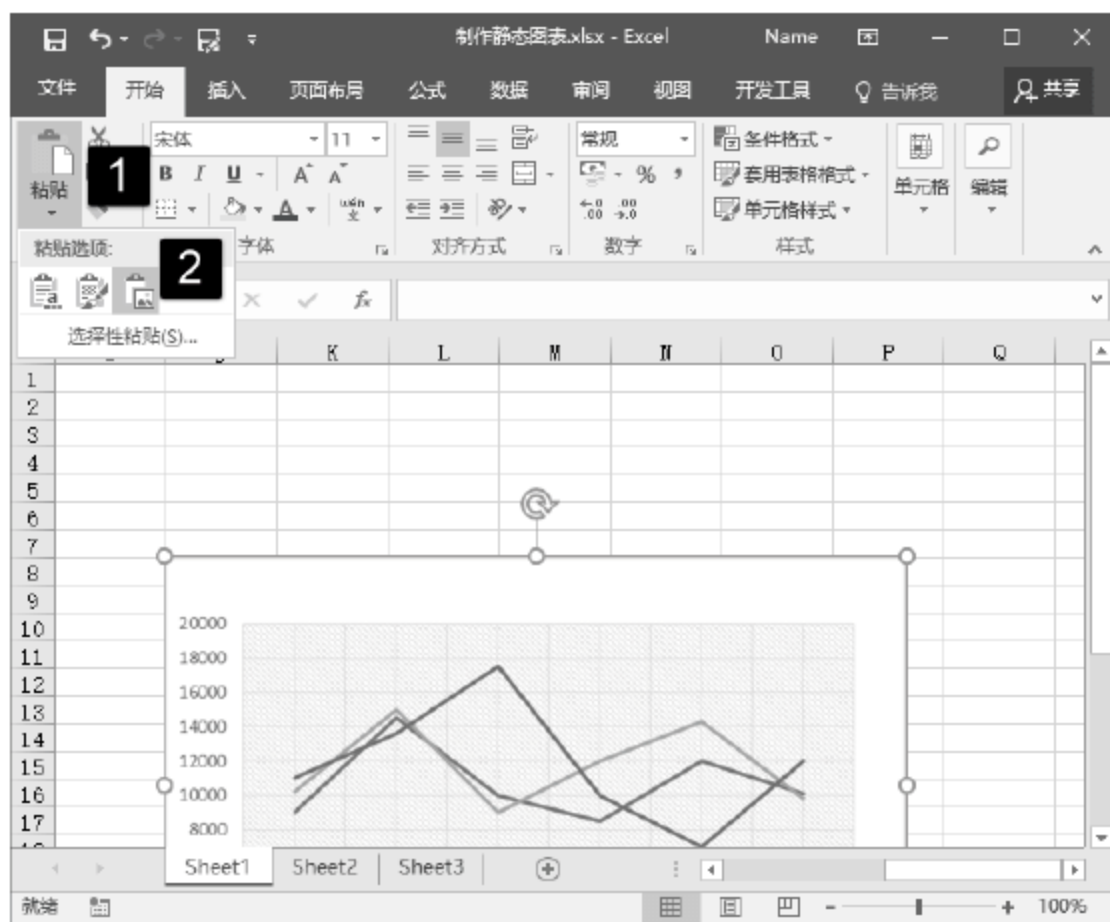 制作静态图表.xlsx - Excel Name
文件 开始 插入 页面布局 公式 数据 审阅 视图 开发工具 告诉我 共享
粘贴 1 宋体 11 常规 条件格式
B I U A A % , 套用表格格式 单元格 编辑
A wén 文 .00 .0 单元格样式
字体 对齐方式 数字 样式
粘贴选项: 2
fx
选择性粘贴(S)...
K L M N O P Q
1
2
3
4
5
6
7
8
9
10 20000
11 18000
12 16000
13 14000
14
15 12000
16 10000
17 8000
Sheet1 Sheet2 Sheet3
就绪 100%